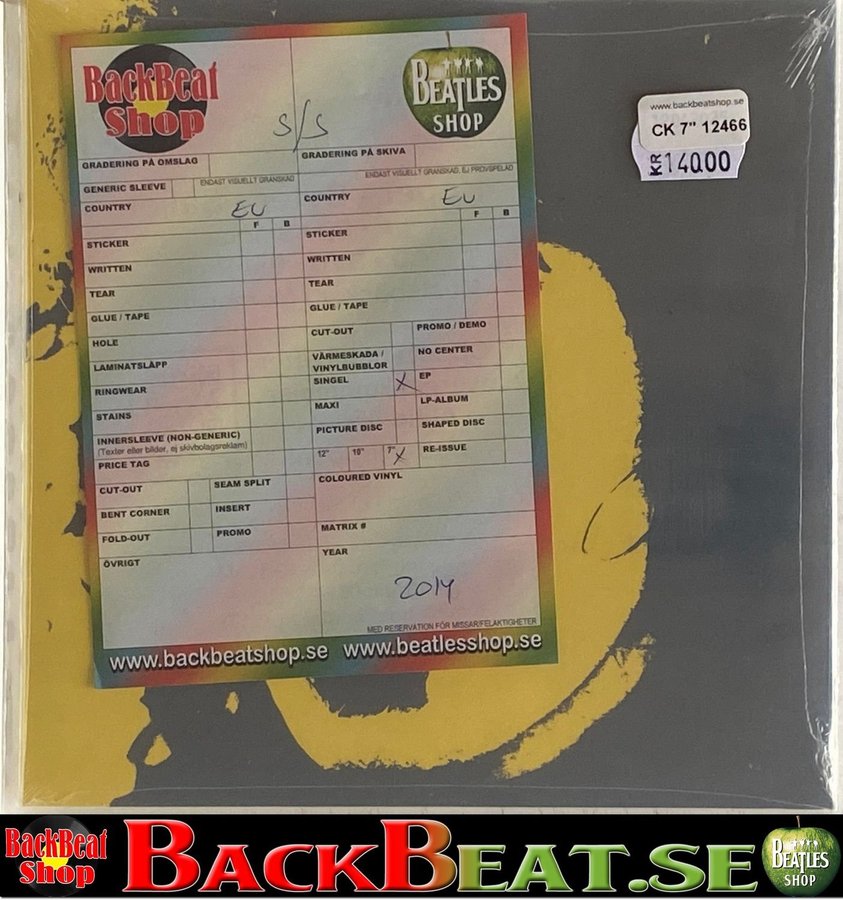 BackBeat
Shop
BEATLES
SHOP
S/S
GRADERING PÅ OMSLAG
GENERIC SLEEVE
ENDAST VISUELLT GRANSKAD
COUNTRY
EU
F B
STICKER
WRITTEN
TEAR
GLUE / TAPE
HOLE
LAMINATSLÄPP
RINGWEAR
STAINS
INNERSLEEVE (NON-GENERIC)
(Texter eller bilder, ej skivbolagsreklam)
PRICE TAG
CUT-OUT SEAM SPLIT
BENT CORNER INSERT
FOLD-OUT PROMO
ÖVRIGT
GRADERING PÅ SKIVA
ENDAST VISUELLT GRANSKAD, EJ PROVSPELAD
COUNTRY
EU
F B
STICKER
WRITTEN
TEAR
GLUE / TAPE
CUT-OUT PROMO / DEMO
VÄRMESKADA / NO CENTER
VINYLBUBBLOR
SINGEL X EP
MAXI LP-ALBUM
PICTURE DISC SHAPED DISC
12" 10" 7" X RE-ISSUE
COLOURED VINYL
MATRIX #
YEAR
2014
MED RESERVATION FÖR MISSAR/FELAKTIGHETER
www.backbeatshop.se www.beatlesshop.se
www.backbeatshop.se
CK 7" 12466
KR 140.00
BackBeat
Shop
BACKBEAT.SE
BEATLES
SHOP